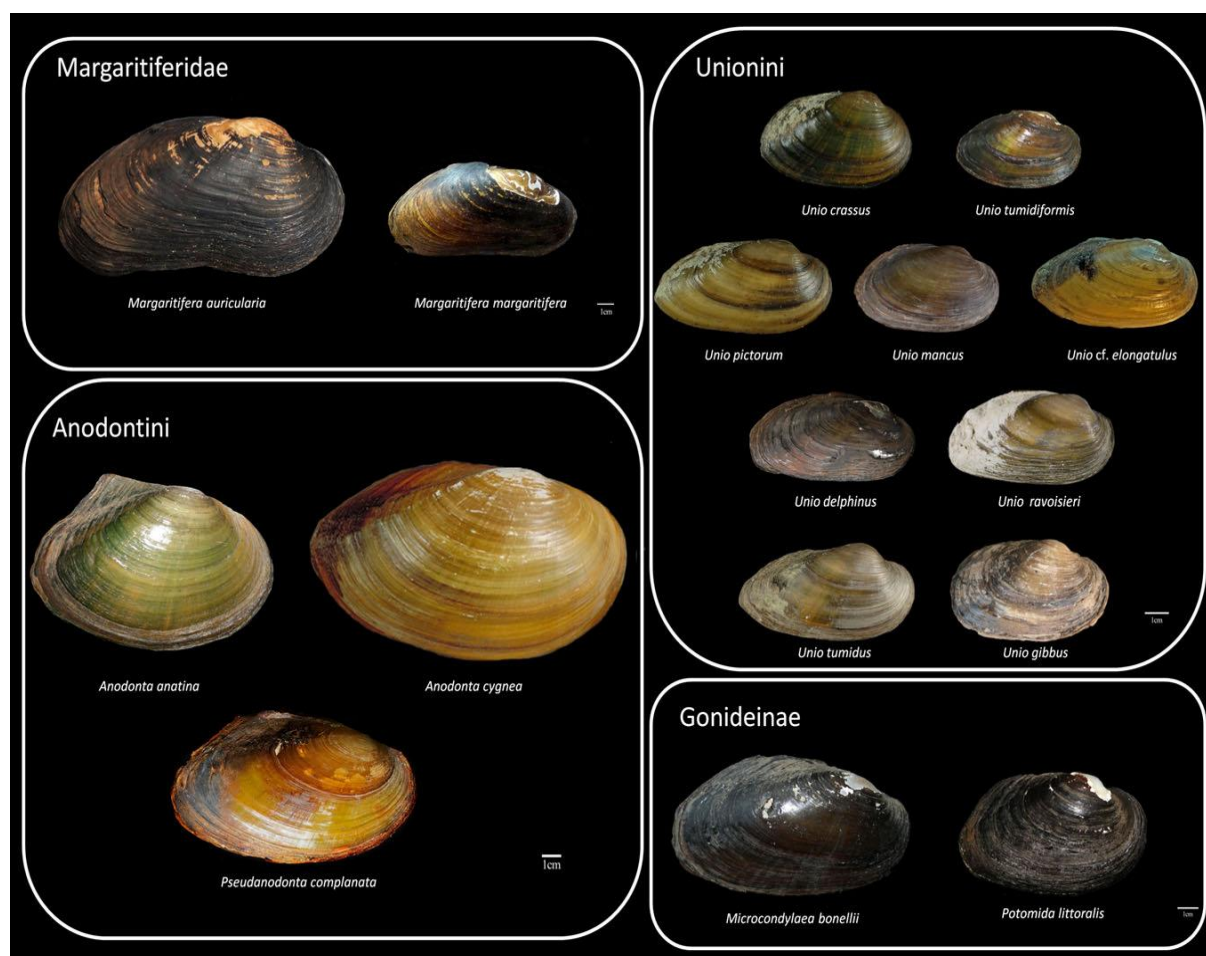 Margaritiferidae
Margaritifera auricularia
Margaritifera margaritifera
1cm
Anodontini
Anodonta anatina
Anodonta cygnea
Pseudanodonta complanata
1cm
Unionini
Unio crassus
Unio tumidiformis
Unio pictorum
Unio mancus
Unio cf. elongatulus
Unio delphinus
Unio ravoisieri
Unio tumidus
Unio gibbus
1cm
Gonideinae
Microcondylaea bonellii
Potomida littoralis
1cm